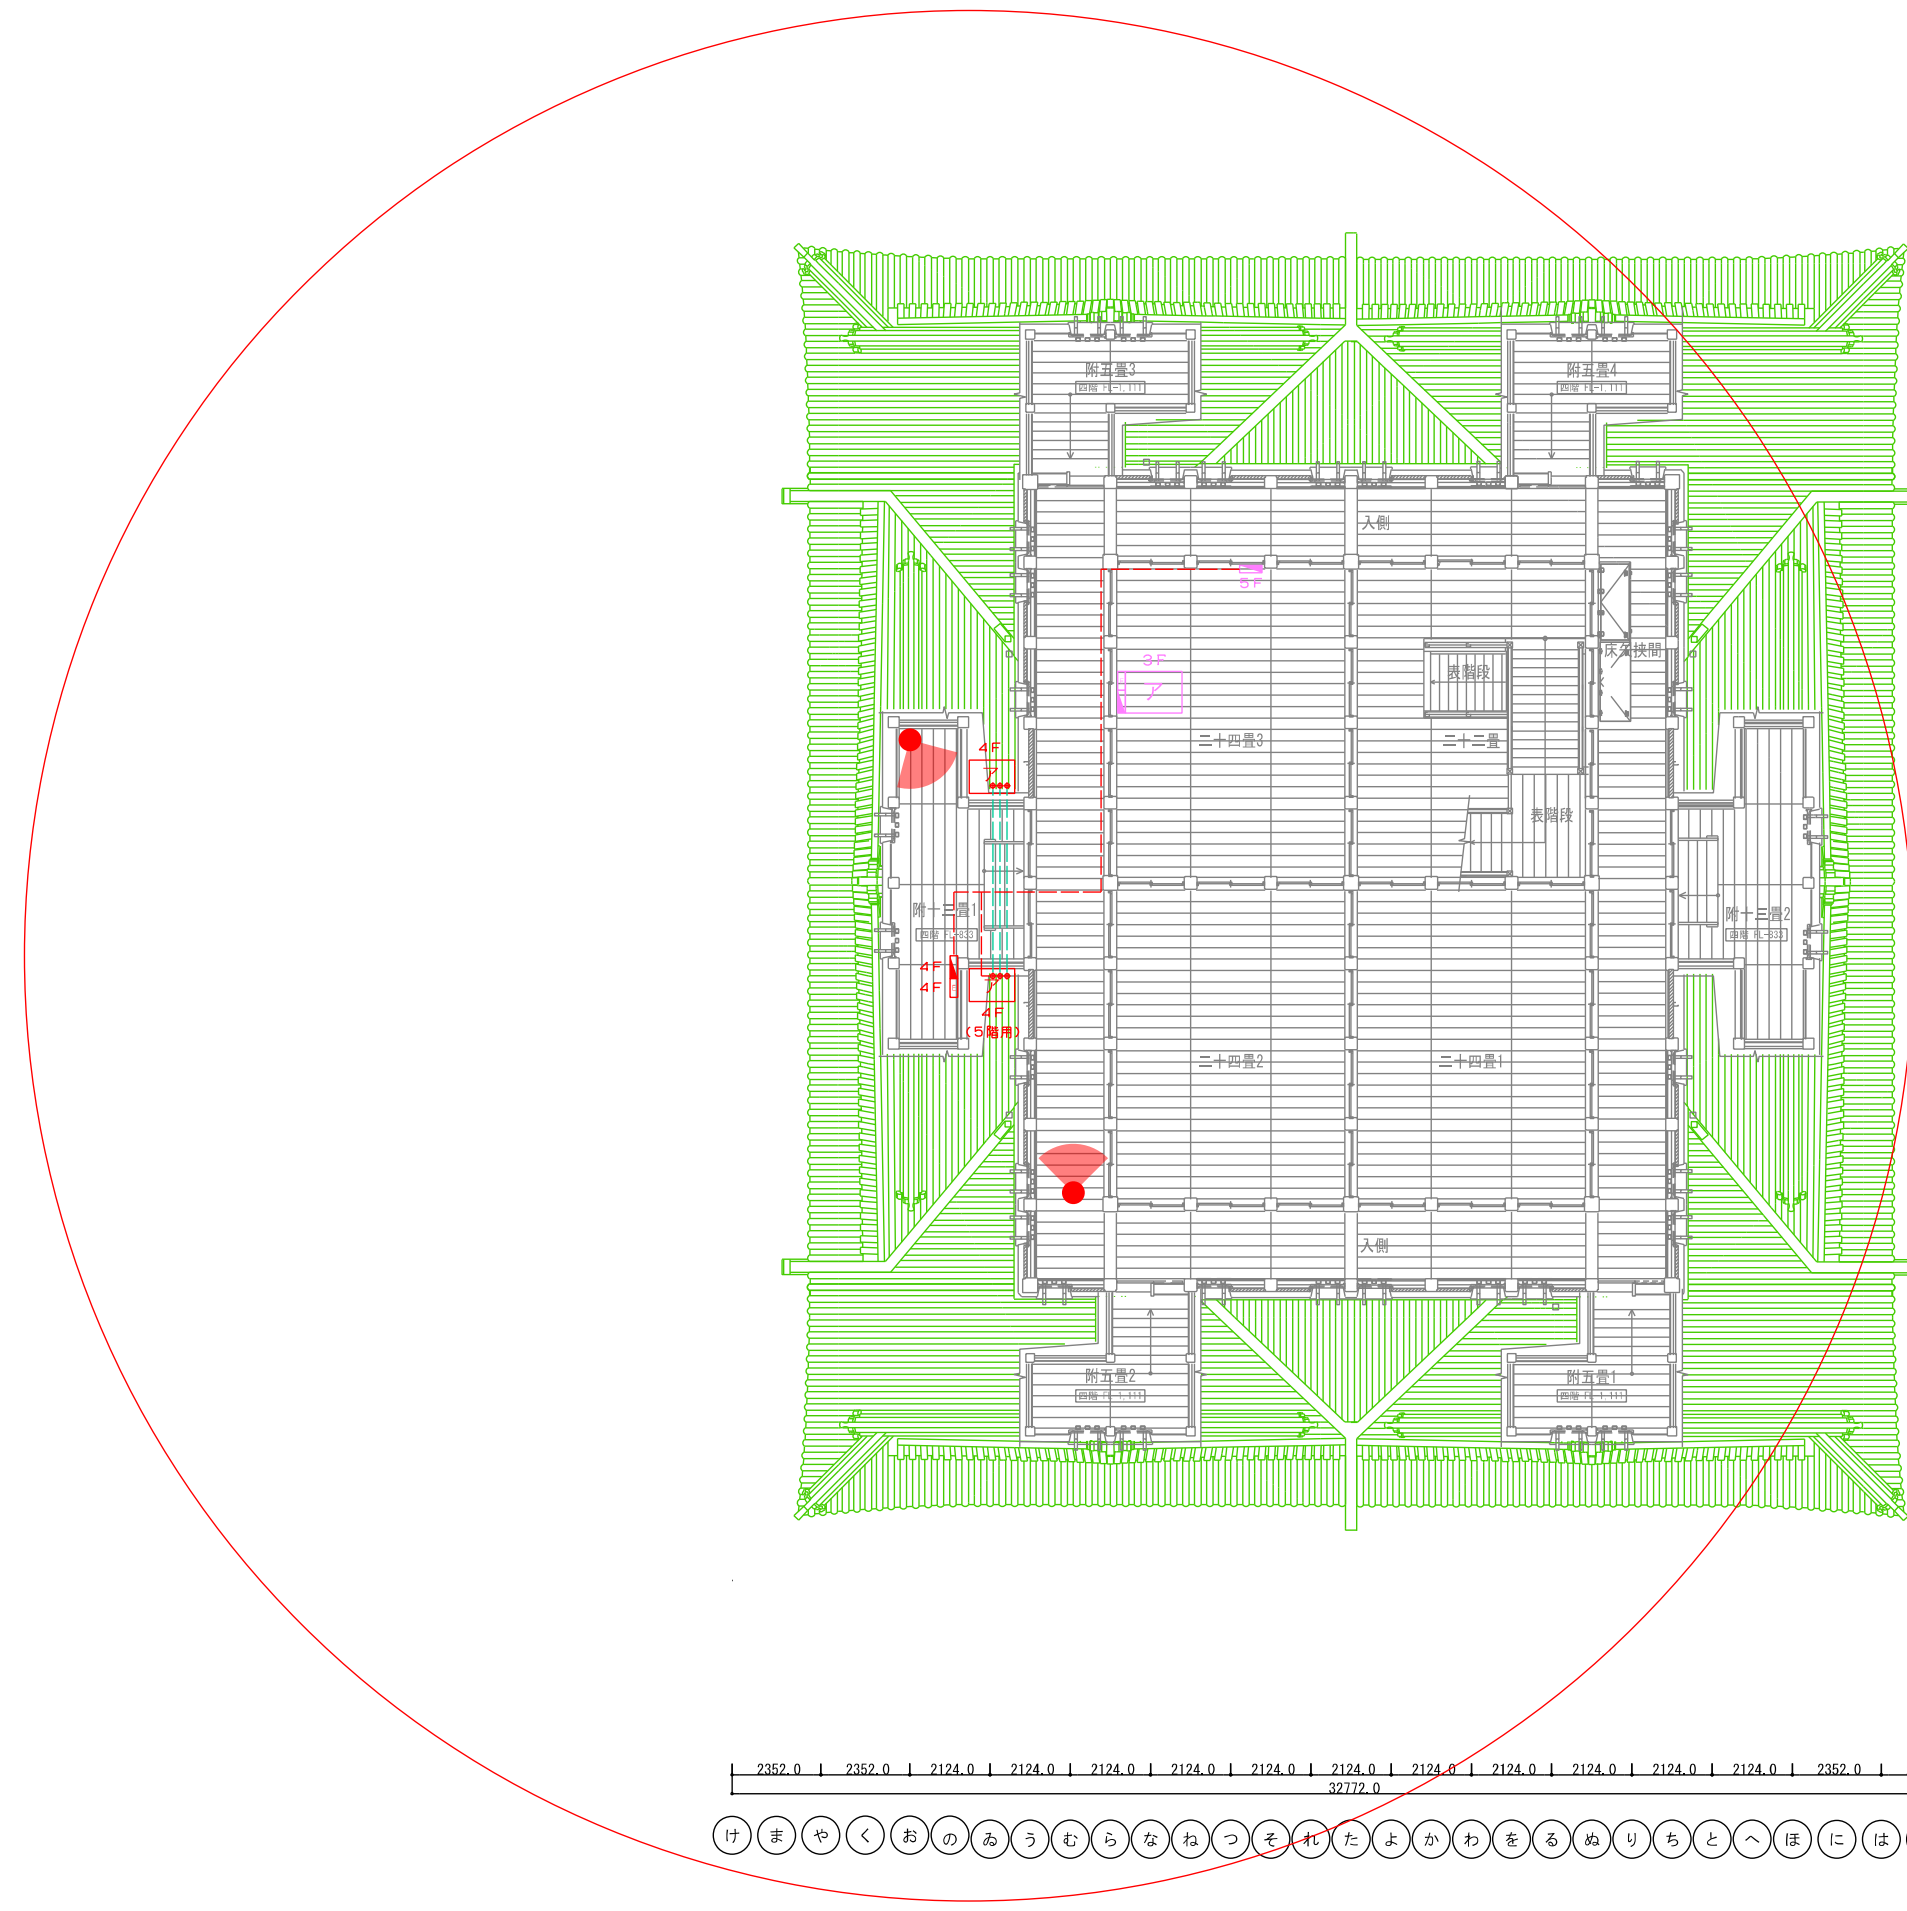 附五畳3
四階 FL-1,111
附五畳4
四階 FL-1,111
入側
5F
3F
ア
表階段
床几挟間
二十四畳3
二十二畳
4F
ア
表階段
附十三畳1
四階 FL-833
附十三畳2
四階 FL-833
4F
4F
ア
4F
(5階用)
二十四畳2
二十四畳1
入側
附五畳2
四階 FL-1,111
附五畳1
四階 FL-1,111
2352.0 2352.0 2124.0 2124.0 2124.0 2124.0 2124.0 2124.0 2124.0 2124.0 2124.0 2124.0 2124.0 2352.0
32772.0
け ま や く お の ゐ う む ら な ね つ そ れ た よ か わ を る ぬ り ち と へ ほ に は